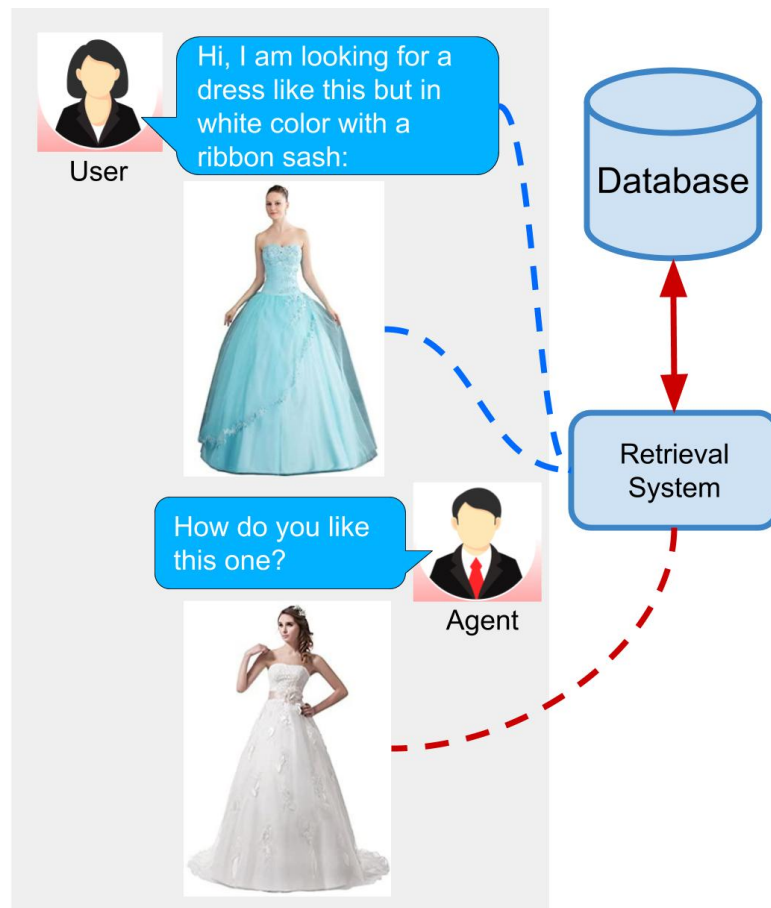 Hi, I am looking for a
dress like this but in
white color with a
ribbon sash:
User
Database
Retrieval
System
How do you like
this one?
Agent